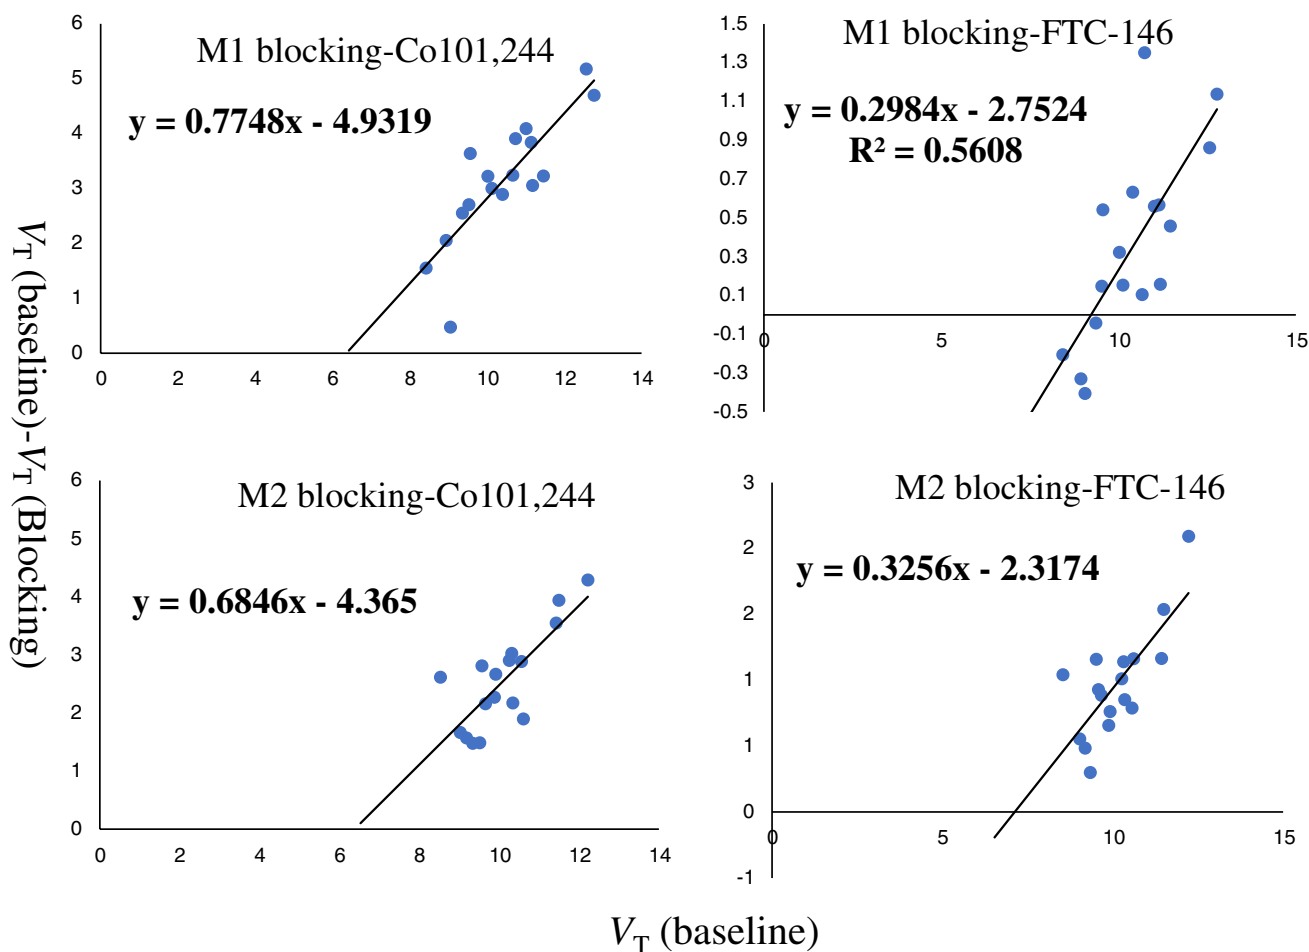 V_T (baseline)-V_T (Blocking)
M1 blocking-Co101,244
y = 0.7748x - 4.9319
6
5
4
3
2
1
0
0 2 4 6 8 10 12 14
M1 blocking-FTC-146
y = 0.2984x - 2.7524
R² = 0.5608
1.5
1.3
1.1
0.9
0.7
0.5
0.3
0.1
-0.1
-0.3
-0.5
0 5 10 15
M2 blocking-Co101,244
y = 0.6846x - 4.365
6
5
4
3
2
1
0
0 2 4 6 8 10 12 14
M2 blocking-FTC-146
y = 0.3256x - 2.3174
3
2
2
1
1
0
-1
0 5 10 15
V_T (baseline)